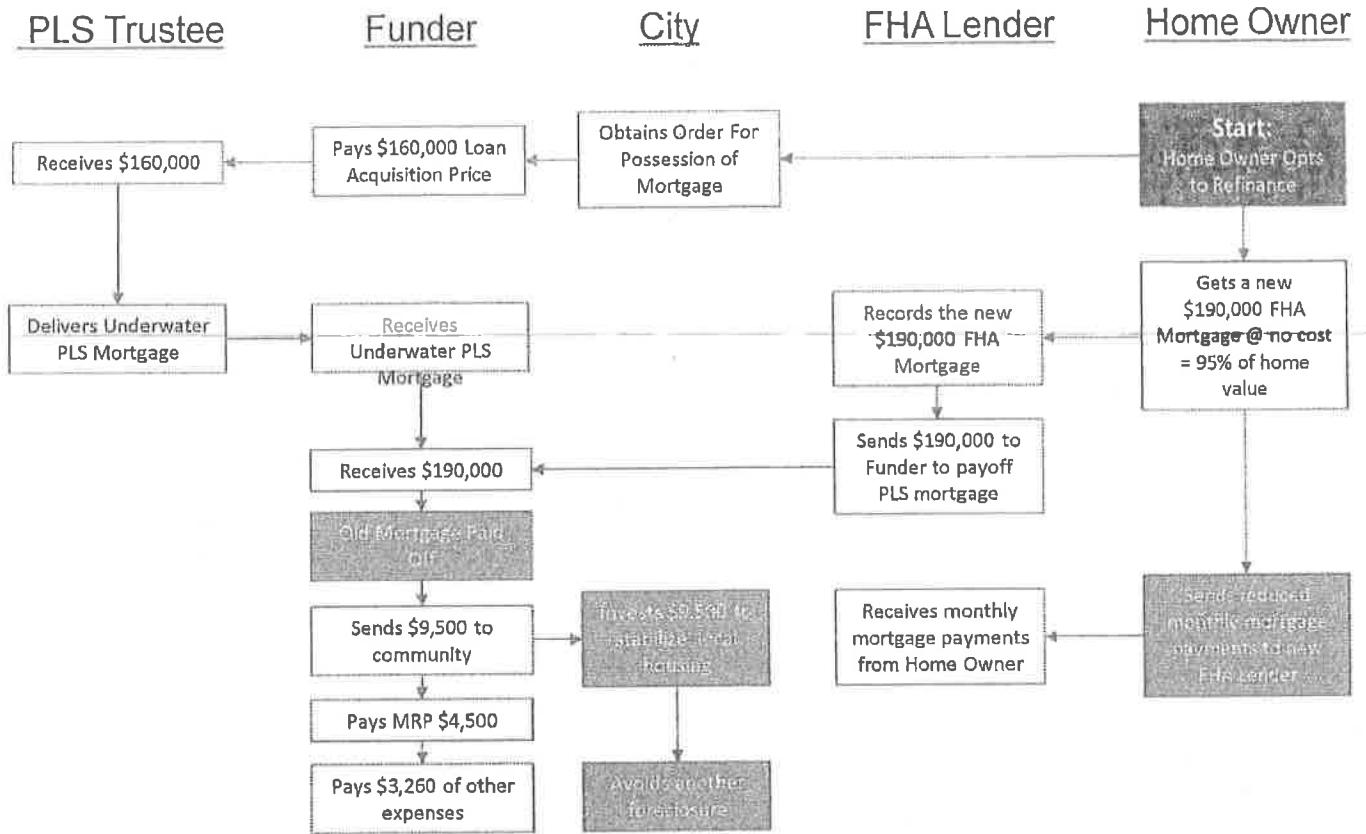 PLS Trustee
Funder
City
FHA Lender
Home Owner
Start:
Home Owner Opts
to Refinance
Obtains Order For
Possession of
Mortgage
Pays $160,000 Loan
Acquisition Price
Receives $160,000
Delivers Underwater
PLS Mortgage
Receives
Underwater PLS
Mortgage
Records the new
$190,000 FHA
Mortgage
Gets a new
$190,000 FHA
Mortgage @ no cost
= 95% of home
value
Receives $190,000
Sends $190,000 to
Funder to payoff
PLS mortgage
Old Mortgage Paid
Off
Sends $9,500 to
community
Invests $9,500 to
stabilize local
housing
Receives monthly
mortgage payments
from Home Owner
Sends reduced
monthly mortgage
payments to new
FHA Lender
Pays MRP $4,500
Pays $3,260 of other
expenses
Avoids another
foreclosure